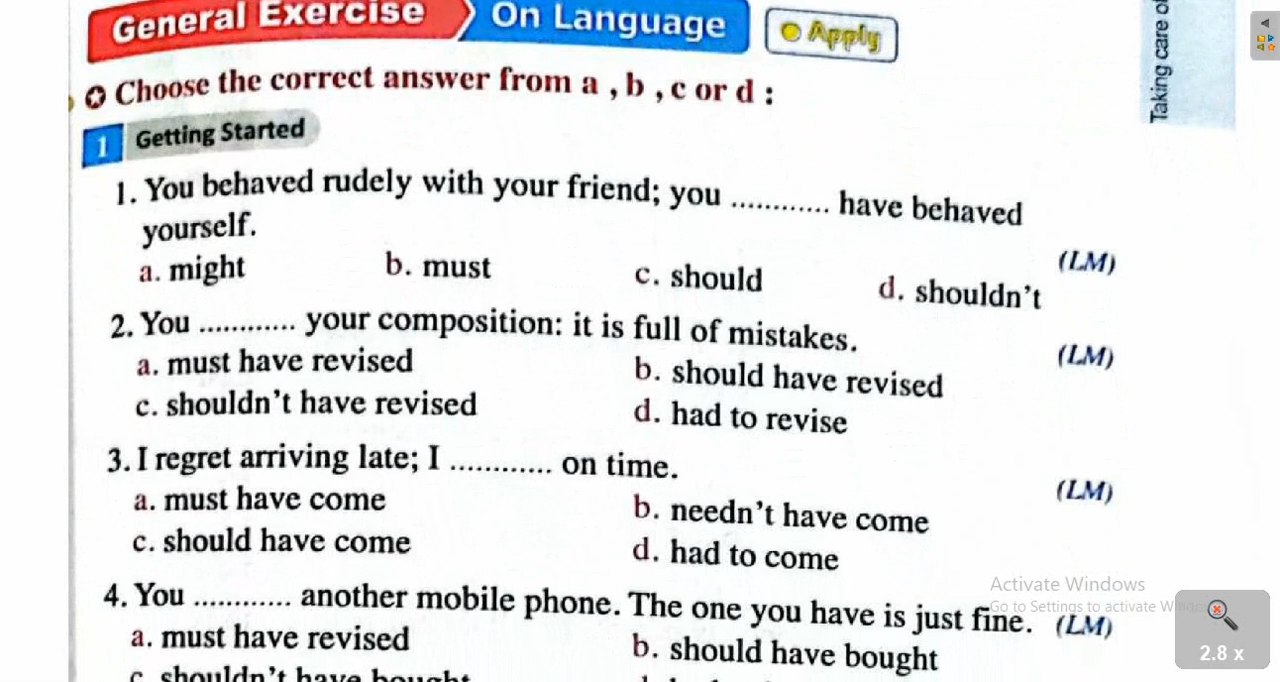 General Exercise On Language Apply
Choose the correct answer from a , b , c or d :
1 Getting Started
1. You behaved rudely with your friend; you ............ have behaved
yourself. (LM)
a. might b. must c. should d. shouldn't
2. You ............ your composition: it is full of mistakes. (LM)
a. must have revised b. should have revised
c. shouldn't have revised d. had to revise
3. I regret arriving late; I ............ on time. (LM)
a. must have come b. needn't have come
c. should have come d. had to come
4. You ............ another mobile phone. The one you have is just fine. (LM)
a. must have revised b. should have bought
c. shouldn't have bought
Taking care of
Activate Windows
Go to Settings to activate
2.8 x